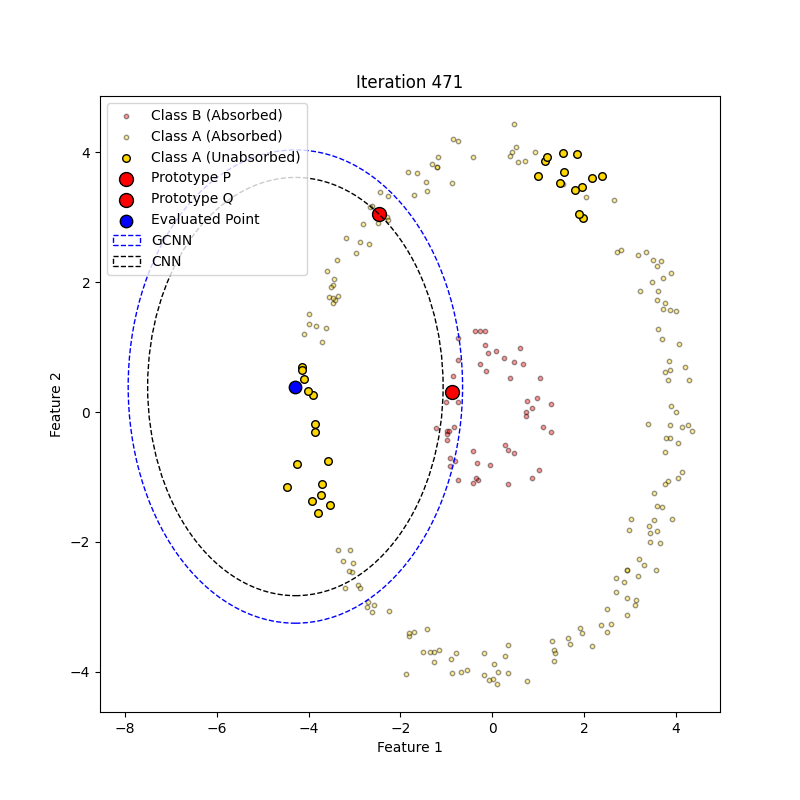 Iteration 471
Class B (Absorbed)
Class A (Absorbed)
Class A (Unabsorbed)
Prototype P
Prototype Q
Evaluated Point
GCNN
CNN
4
2
0
−2
−4
Feature 2
−8
−6
−4
−2
0
2
4
Feature 1